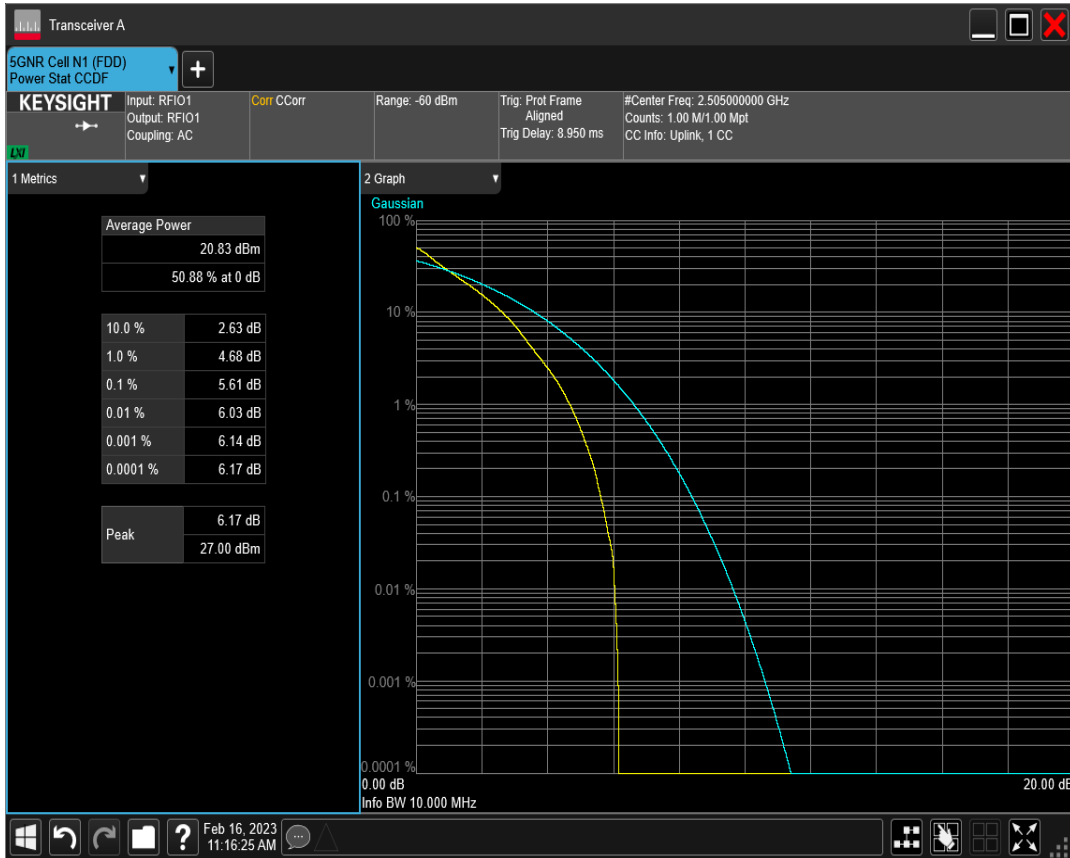 Transceiver A
5GNR Cell N1 (FDD)
Power Stat CCDF
+
KEYSIGHT
LXI
Input: RFIO1
Output: RFIO1
Coupling: AC
Corr CCorr
Range: -60 dBm
Trig: Prot Frame
Aligned
Trig Delay: 8.950 ms
#Center Freq: 2.505000000 GHz
Counts: 1.00 M/1.00 Mpt
CC Info: Uplink, 1 CC
1 Metrics
Average Power
20.83 dBm
50.88 % at 0 dB
10.0 % 2.63 dB
1.0 % 4.68 dB
0.1 % 5.61 dB
0.01 % 6.03 dB
0.001 % 6.14 dB
0.0001 % 6.17 dB
Peak
6.17 dB
27.00 dBm
2 Graph
Gaussian
100 %
10 %
1 %
0.1 %
0.01 %
0.001 %
0.0001 %
0.00 dB 20.00 dB
Info BW 10.000 MHz
?
Feb 16, 2023
11:16:25 AM